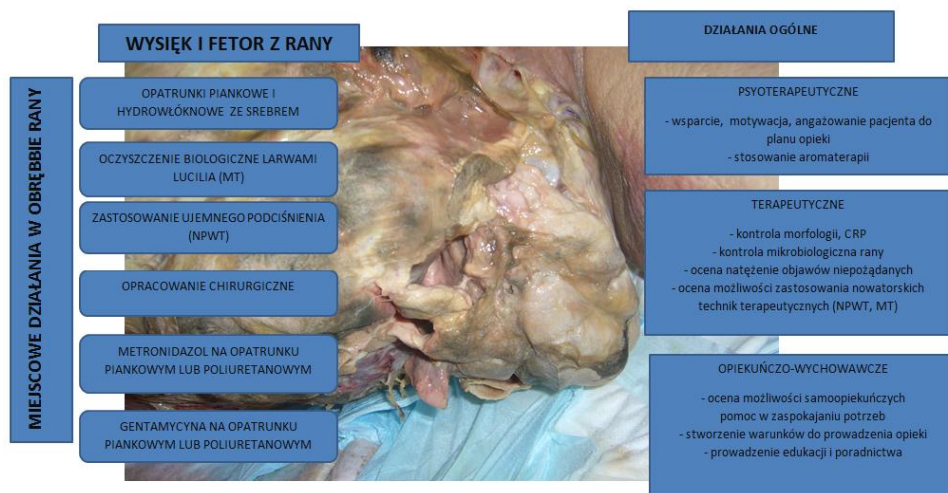 WYSIĘK I FETOR Z RANY
DZIAŁANIA OGÓLNE
MIEJSCOWE DZIAŁANIA W OBRĘBBIE RANY
OPATRUNKI PIANKOWE I
HYDROWŁÓKNOWE ZE SREBREM
OCZYSZCZENIE BIOLOGICZNE LARWAMI
LUCILIA (MT)
ZASTOSOWANIE UJEMNEGO PODCIŚNIENIA
(NPWT)
OPRACOWANIE CHIRURGICZNE
METRONIDAZOL NA OPATRUNKU
PIANKOWYM LUB POLIURETANOWYM
GENTAMYCYNA NA OPATRUNKU
PIANKOWYM LUB POLIURETANOWYM
PSYOTERAPEUTYCZNE
- wsparcie, motywacja, angażowanie pacjenta do
planu opieki
- stosowanie aromaterapii
TERAPEUTYCZNE
- kontrola morfologii, CRP
- kontrola mikrobiologiczna rany
- ocena natężenie objawów niepożądanych
- ocena możliwości zastosowania nowatorskich
technik terapeutycznych (NPWT, MT)
OPIEKUŃCZO-WYCHOWAWCZE
- ocena możliwości samoopiekuńczych
pomoc w zaspokajaniu potrzeb
- stworzenie warunków do prowadzenia opieki
- prowadzenie edukacji i poradnictwa